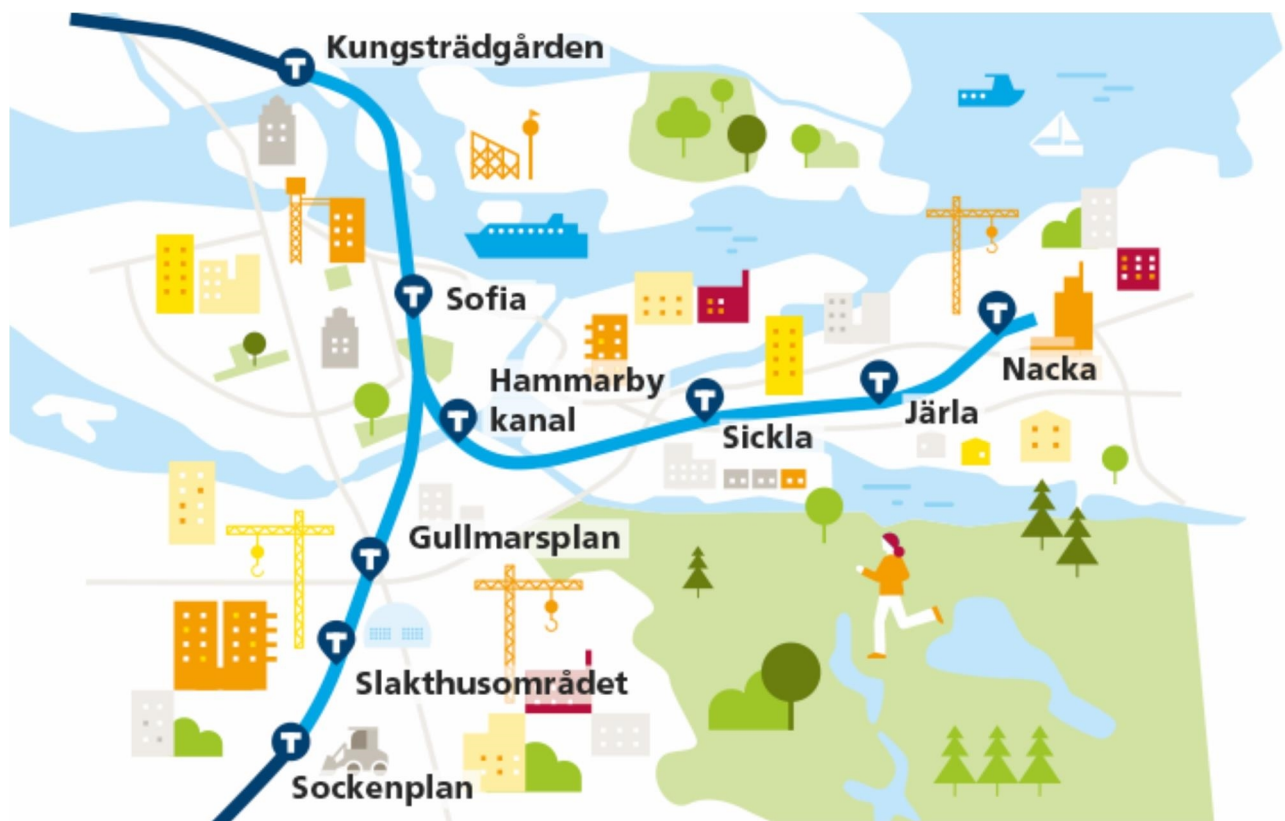 Kungsträdgården
Sofia
Hammarby
kanal
Sickla
Järla
Nacka
Gullmarsplan
Slakthusområdet
Sockenplan
T
T
T
T
T
T
T
T
T